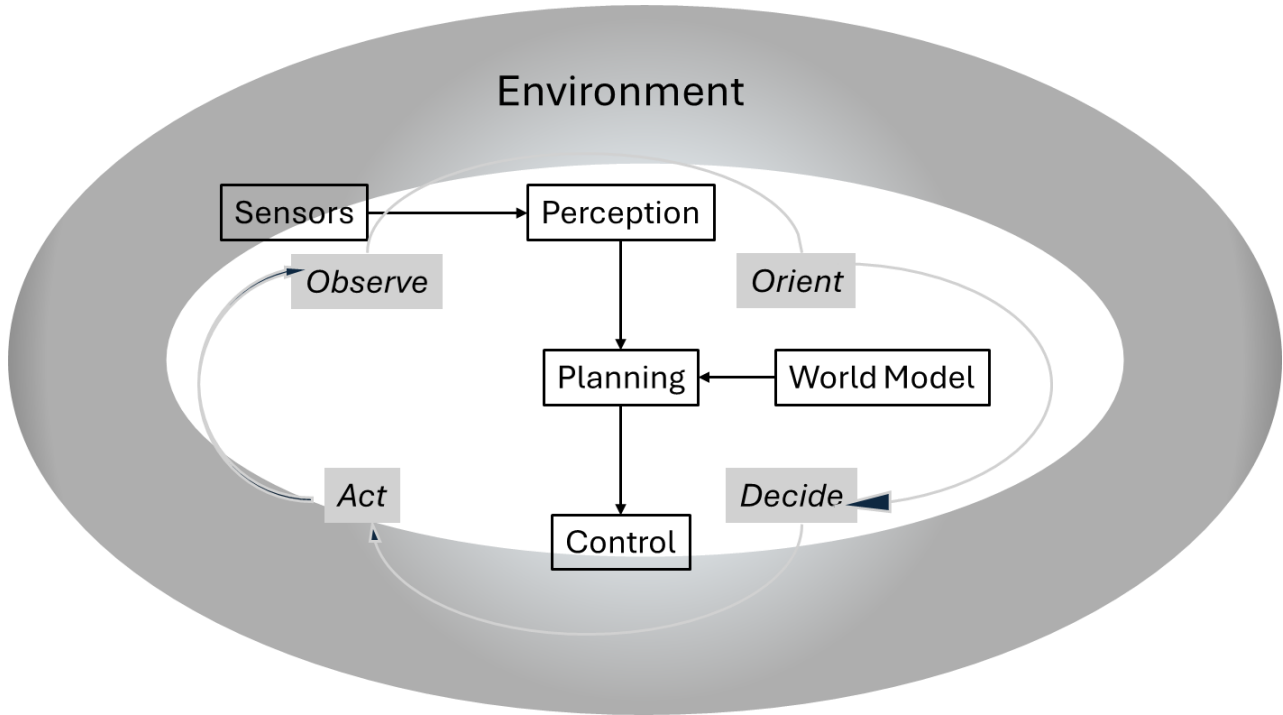 Environment
Sensors
Perception
Observe
Orient
Planning
World Model
Act
Decide
Control